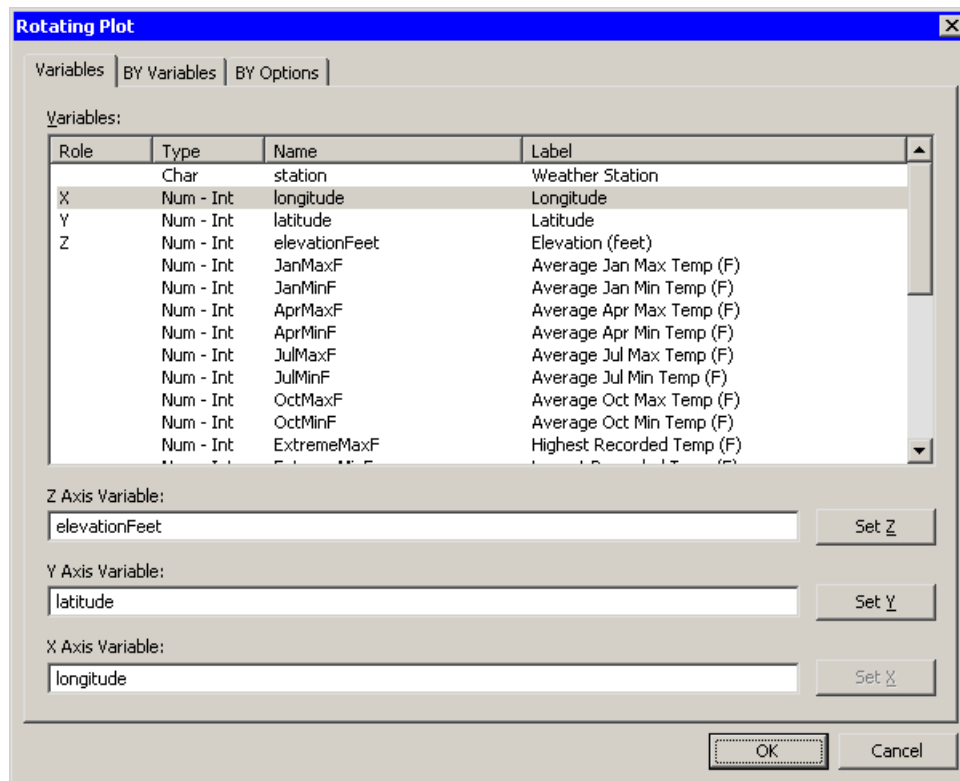 Rotating Plot
Variables BY Variables BY Options
Variables:
Role Type Name Label
Char station Weather Station
X Num - Int longitude Longitude
Y Num - Int latitude Latitude
Z Num - Int elevationFeet Elevation (feet)
Num - Int JanMaxF Average Jan Max Temp (F)
Num - Int JanMinF Average Jan Min Temp (F)
Num - Int AprMaxF Average Apr Max Temp (F)
Num - Int AprMinF Average Apr Min Temp (F)
Num - Int JulMaxF Average Jul Max Temp (F)
Num - Int JulMinF Average Jul Min Temp (F)
Num - Int OctMaxF Average Oct Max Temp (F)
Num - Int OctMinF Average Oct Min Temp (F)
Num - Int ExtremeMaxF Highest Recorded Temp (F)
Z Axis Variable:
elevationFeet Set Z
Y Axis Variable:
latitude Set Y
X Axis Variable:
longitude Set X
OK Cancel